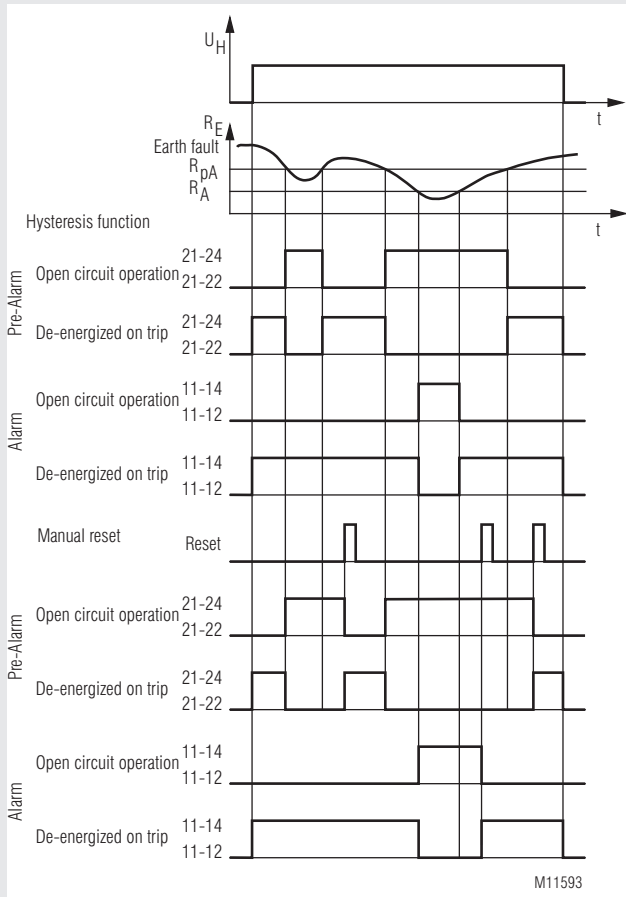 U_H
t
R_E
Earth fault
R_pA
R_A
t
Hysteresis function
Pre-Alarm
Open circuit operation 21-24
21-22
De-energized on trip 21-24
21-22
Alarm
Open circuit operation 11-14
11-12
De-energized on trip 11-14
11-12
Manual reset Reset
Pre-Alarm
Open circuit operation 21-24
21-22
De-energized on trip 21-24
21-22
Alarm
Open circuit operation 11-14
11-12
De-energized on trip 11-14
11-12
M11593